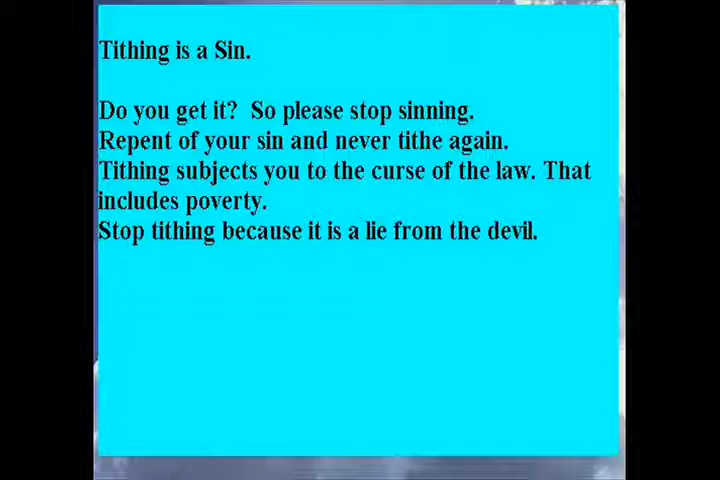 Tithing is a Sin.
Do you get it?  So please stop sinning.
Repent of your sin and never tithe again.
Tithing subjects you to the curse of the law. That
includes poverty.
Stop tithing because it is a lie from the devil.